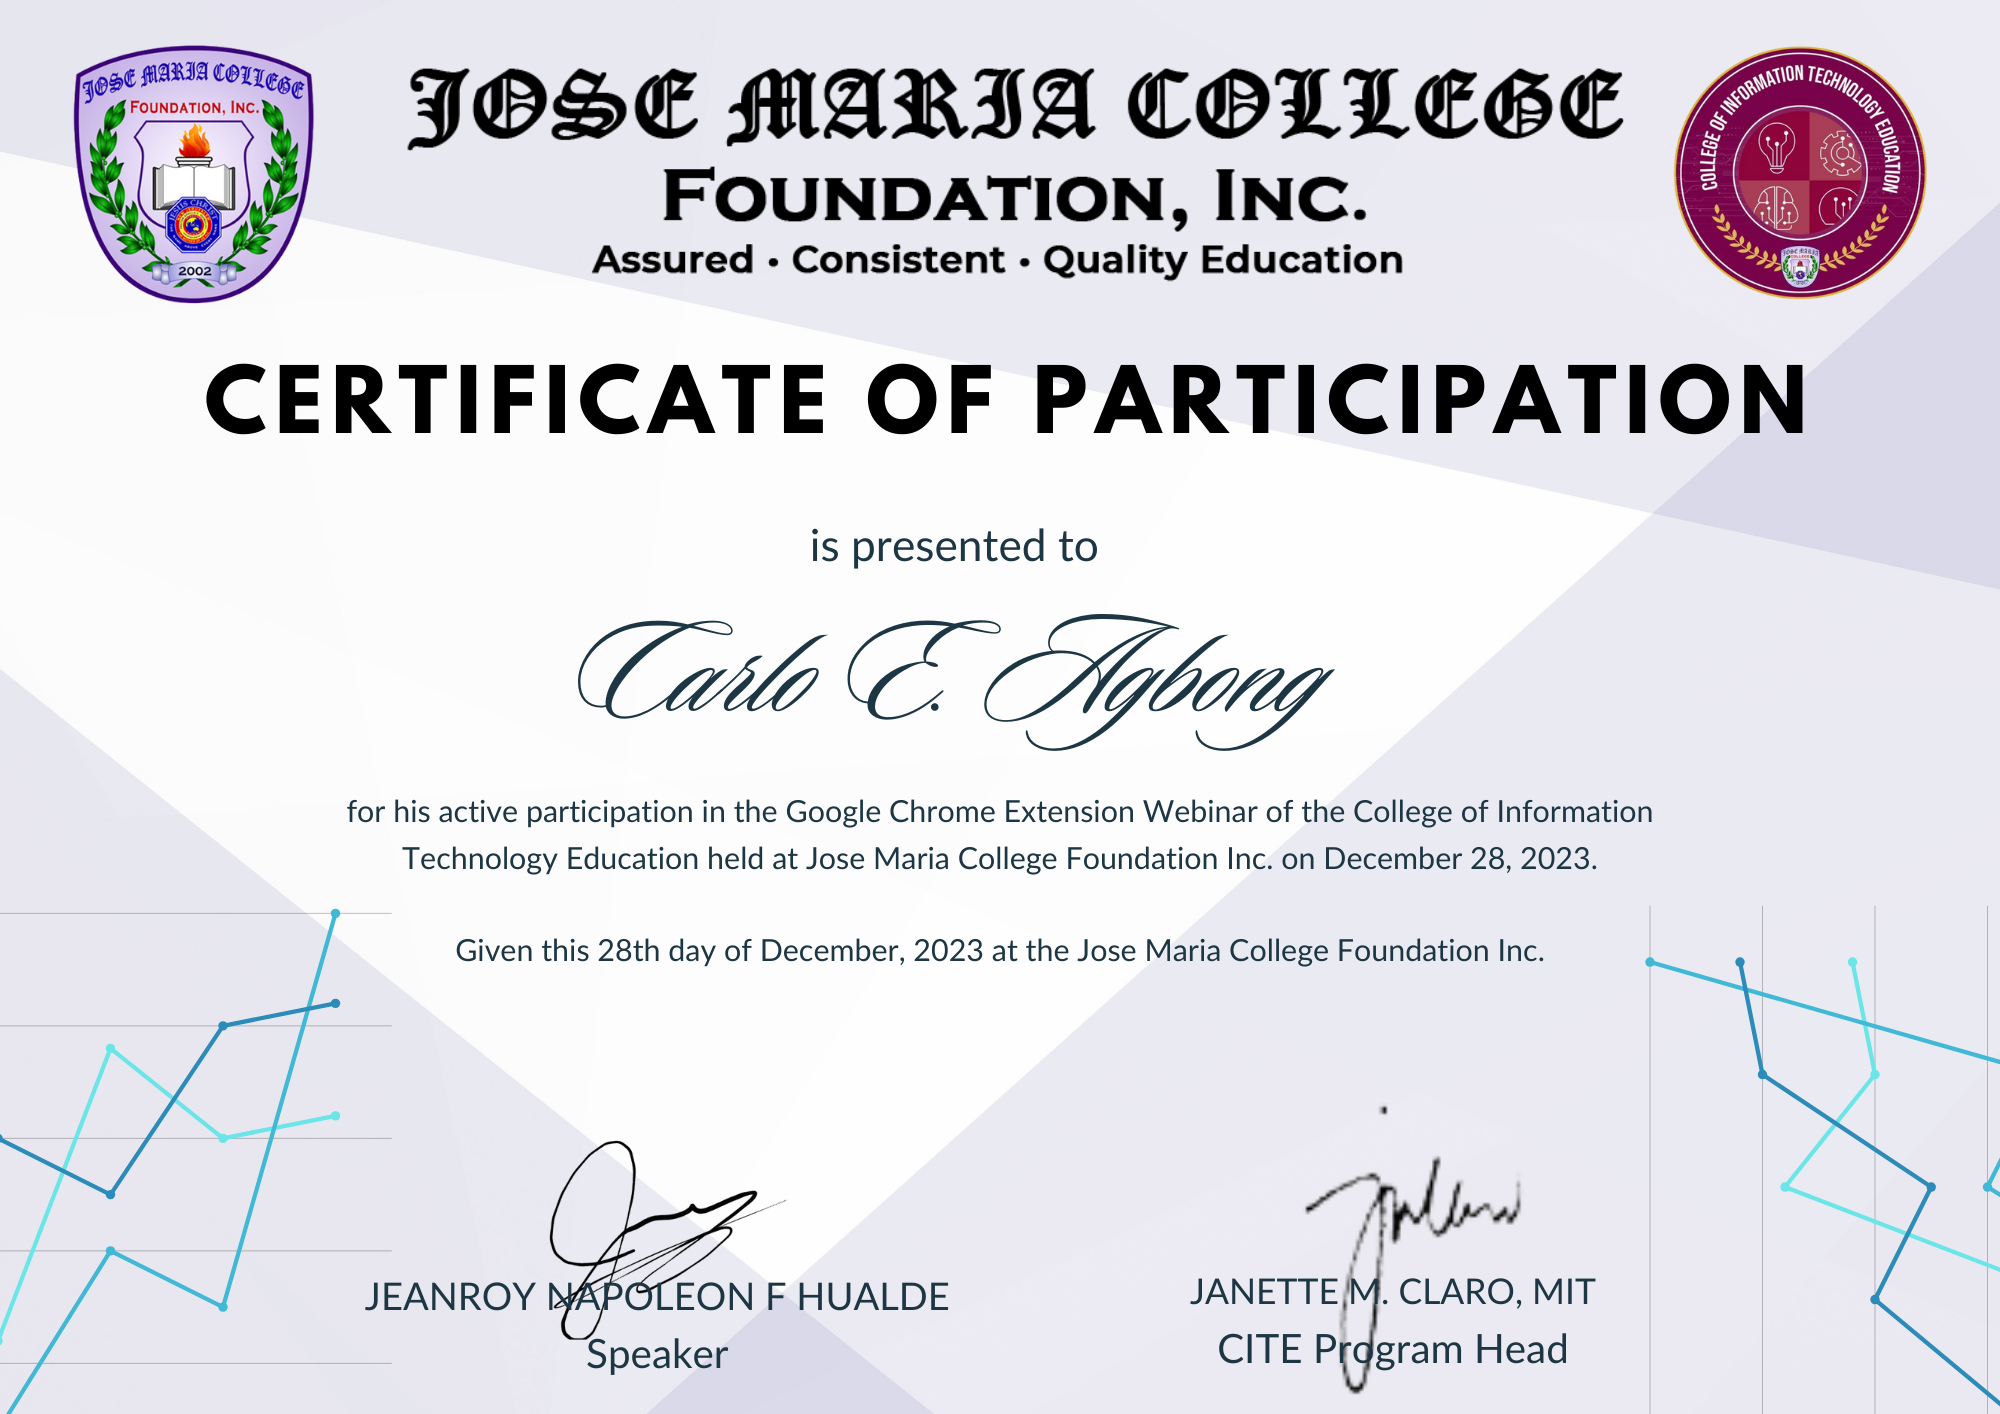 JOSE MARIA COLLEGE
FOUNDATION, INC.
2002
JOSE MARIA COLLEGE
FOUNDATION, INC.
Assured • Consistent • Quality Education
COLLEGE OF INFORMATION TECHNOLOGY EDUCATION
CERTIFICATE OF PARTICIPATION
is presented to
Carlo E. Agbong
for his active participation in the Google Chrome Extension Webinar of the College of Information
Technology Education held at Jose Maria College Foundation Inc. on December 28, 2023.
Given this 28th day of December, 2023 at the Jose Maria College Foundation Inc.
JEANROY NAPOLEON F HUALDE
Speaker
JANETTE M. CLARO, MIT
CITE Program Head